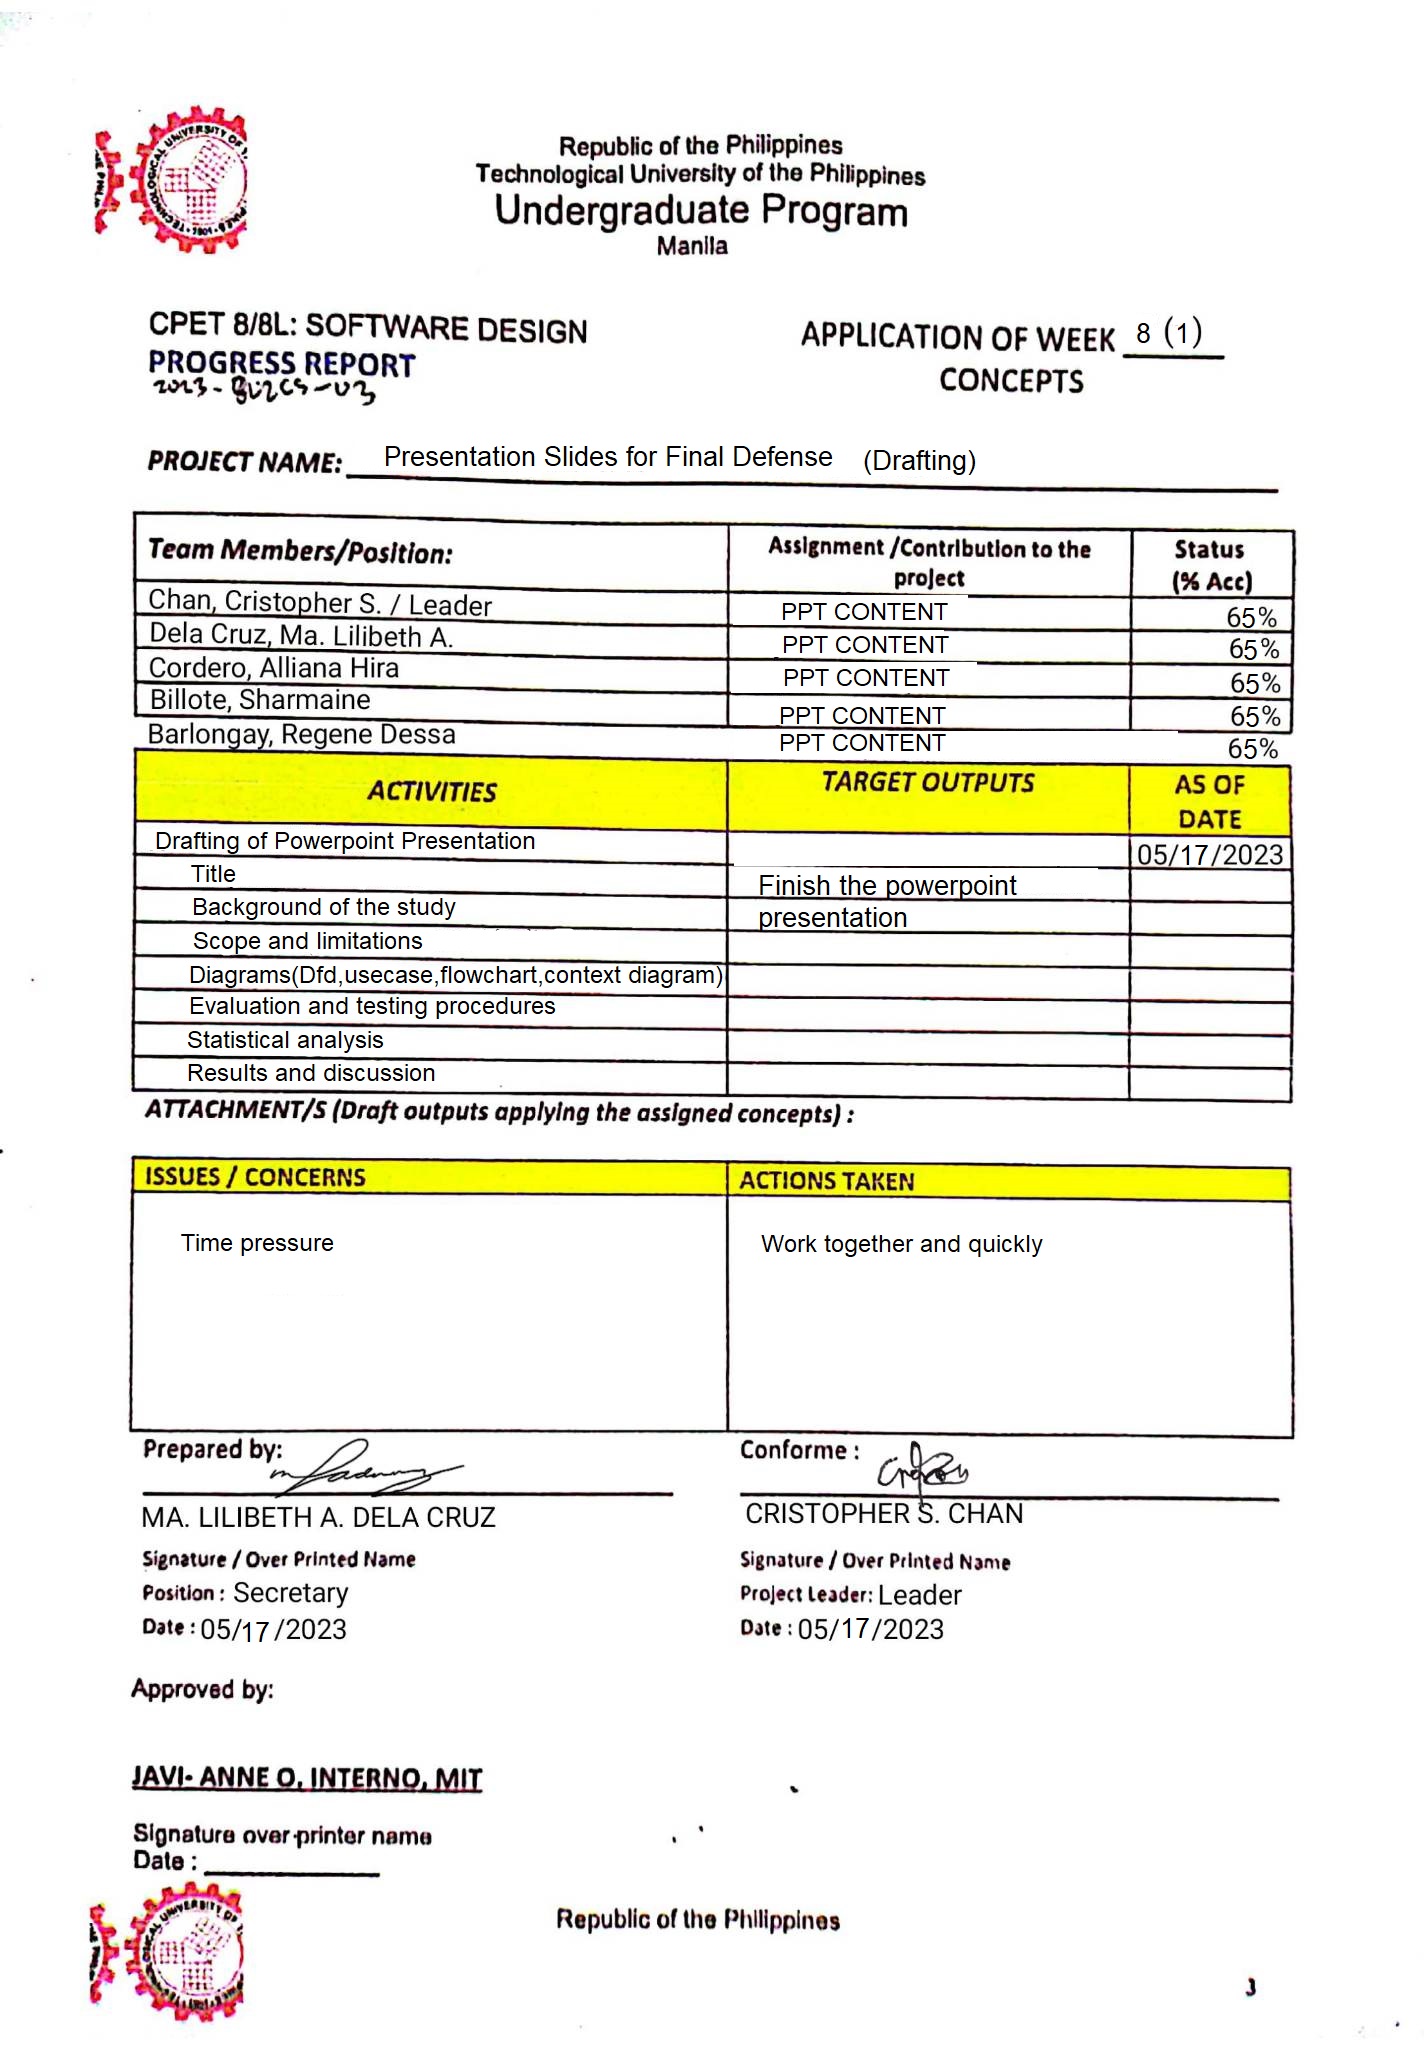 Republic of the Philippines
Technological University of the Philippines
Undergraduate Program
Manila
CPET 8/8L: SOFTWARE DESIGN
PROGRESS REPORT
APPLICATION OF WEEK 8 (1)
CONCEPTS
PROJECT NAME: Presentation Slides for Final Defense (Drafting)
Team Members/Position: Assignment /Contribution to the project Status (% Acc)
Chan, Cristopher S. / Leader PPT CONTENT 65%
Dela Cruz, Ma. Lilibeth A. PPT CONTENT 65%
Cordero, Alliana Hira PPT CONTENT 65%
Billote, Sharmaine PPT CONTENT 65%
Barlongay, Regene Dessa PPT CONTENT 65%
ACTIVITIES TARGET OUTPUTS AS OF DATE
Drafting of Powerpoint Presentation 05/17/2023
Title Finish the powerpoint
Background of the study presentation
Scope and limitations
Diagrams(Dfd,usecase,flowchart,context diagram)
Evaluation and testing procedures
Statistical analysis
Results and discussion
ATTACHMENT/S (Draft outputs applying the assigned concepts) :
ISSUES / CONCERNS ACTIONS TAKEN
Time pressure Work together and quickly
Prepared by: Conforme :
MA. LILIBETH A. DELA CRUZ CRISTOPHER S. CHAN
Signature / Over Printed Name Signature / Over Printed Name
Position : Secretary Project Leader: Leader
Date : 05/17/2023 Date : 05/17/2023
Approved by:
JAVI- ANNE O. INTERNO, MIT
Signature over printer name
Date :
Republic of the Philippines
3